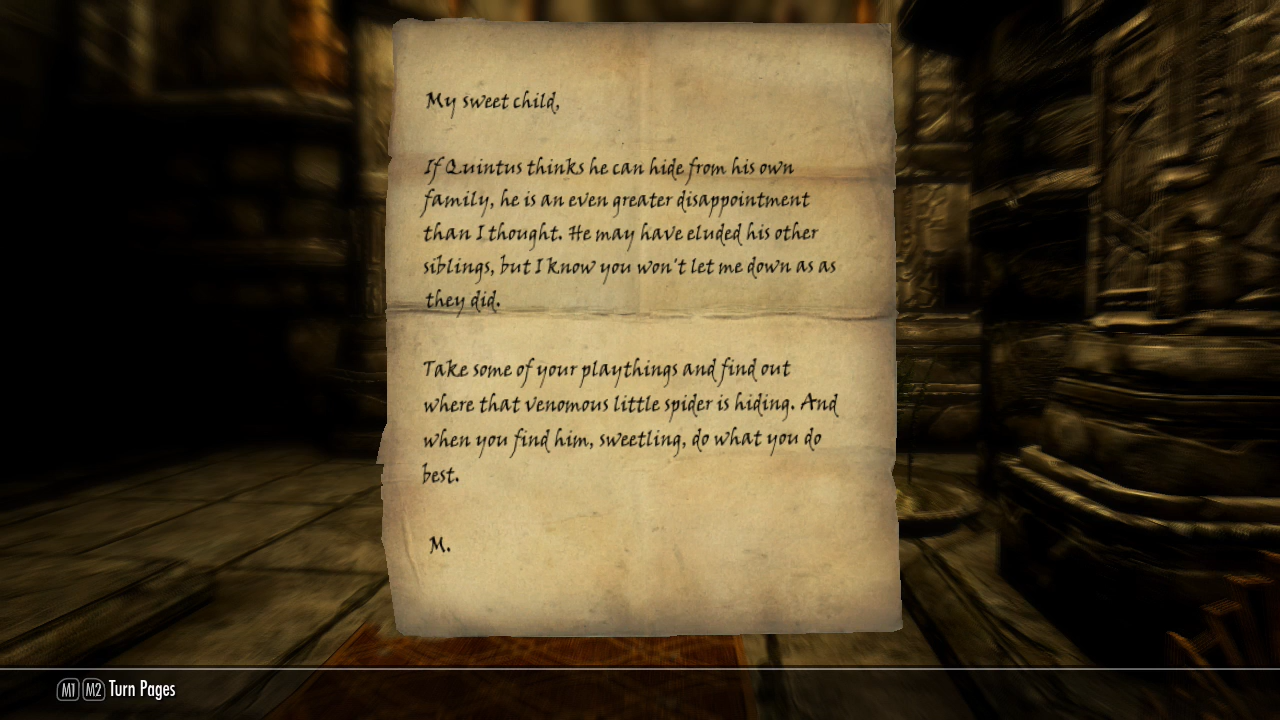 My sweet child,
If Quintus thinks he can hide from his own
family, he is an even greater disappointment
than I thought. He may have eluded his other
siblings, but I know you won't let me down as as
they did.
Take some of your playthings and find out
where that venomous little spider is hiding. And
when you find him, sweetling, do what you do
best.
M.
M1 M2 Turn Pages